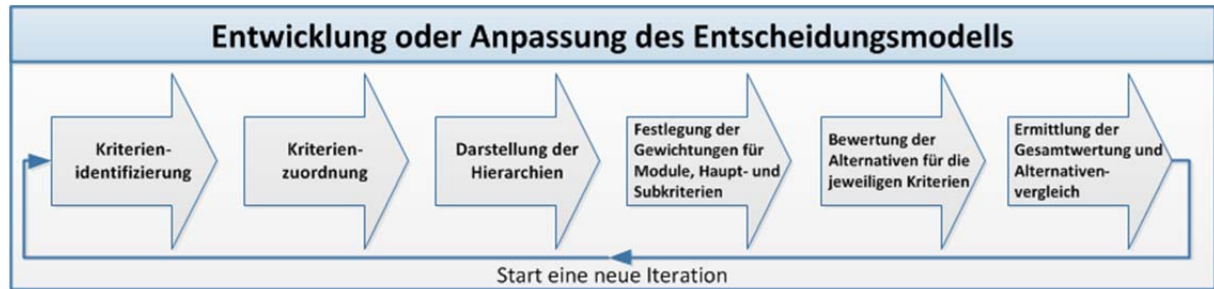 Entwicklung oder Anpassung des Entscheidungsmodells
Kriterien-
identifizierung
Kriterien-
zuordnung
Darstellung der
Hierarchien
Festlegung der
Gewichtungen für
Module, Haupt- und
Subkriterien
Bewertung der
Alternativen für die
jeweiligen Kriterien
Ermittlung der
Gesamtwertung und
Alternativen-
vergleich
Start eine neue Iteration